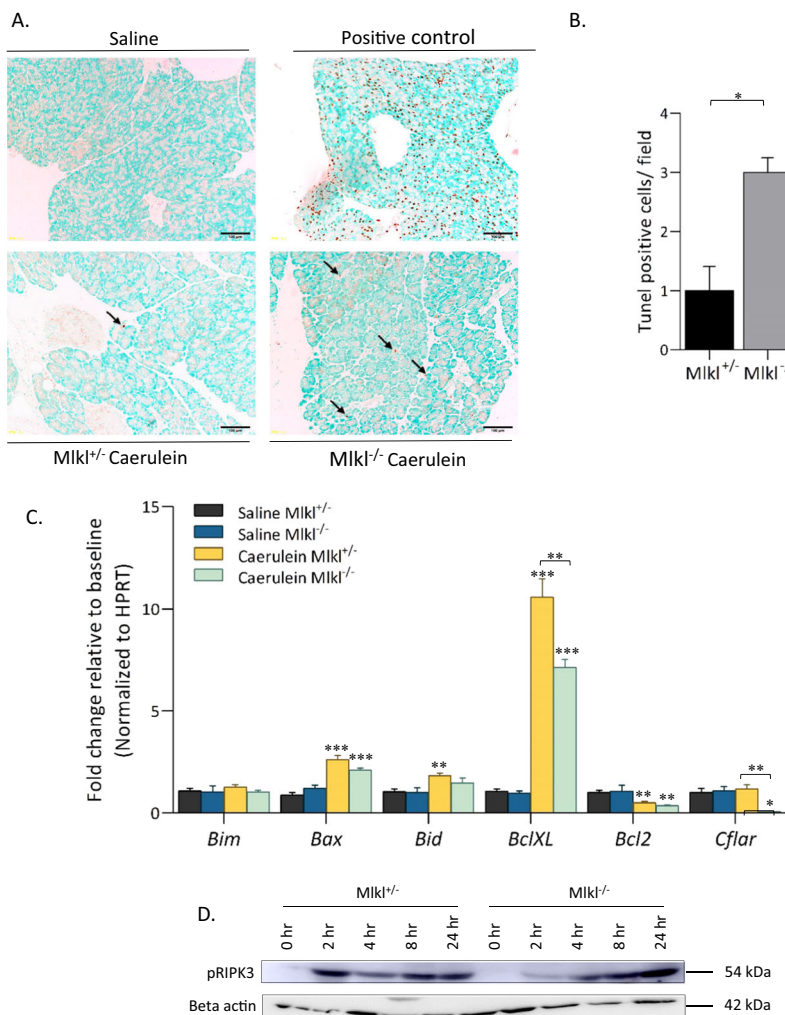 A.
Saline
Positive control
Mlkl+/- Caerulein
Mlkl-/- Caerulein
B.
*
Tunel positive cells/ field
4
3
2
1
0
Mlkl+/-
Mlkl-
C.
Fold change relative to baseline
(Normalized to HPRT)
15
10
5
0
Saline Mlkl+/-
Saline Mlkl-/-
Caerulein Mlkl+/-
Caerulein Mlkl-/-
*** *** ** *** ** *** ** ** ** *
Bim Bax Bid BclXL Bcl2 Cflar
D.
Mlkl+/- Mlkl-/-
0 hr 2 hr 4 hr 8 hr 24 hr 0 hr 2 hr 4 hr 8 hr 24 hr
pRIPK3 54 kDa
Beta actin 42 kDa